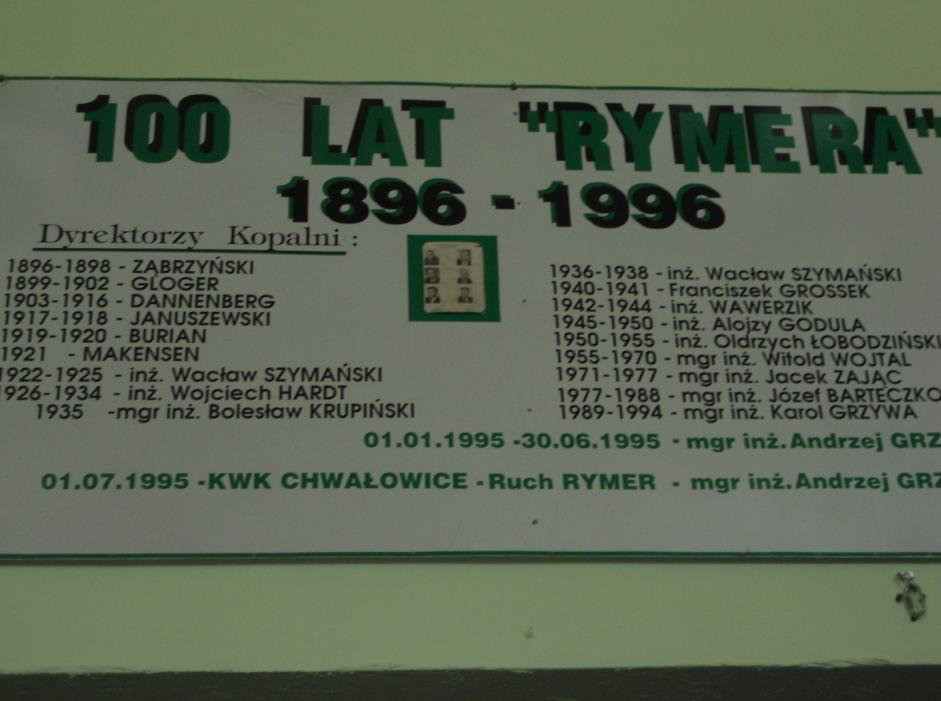 100 LAT "RYMERA"
1896 - 1996
Dyrektorzy Kopalni :
1896-1898 - ZĄBRZYŃSKI
1899-1902 - GLOGER
1903-1916 - DANNENBERG
1917-1918 - JANUSZEWSKI
1919-1920 - BURIAN
1921 - MAKENSEN
1922-1925 - inż. Wacław SZYMAŃSKI
1926-1934 - inż. Wojciech HARDT
1935 -mgr inż. Bolesław KRUPIŃSKI
1936-1938 - inż. Wacław SZYMAŃSKI
1940-1941 - Franciszek GROSSEK
1942-1944 - inż. WAWERZIK
1945-1950 - inż. Alojzy GODULA
1950-1955 - inż. Oldrzych ŁOBODZIŃSKI
1955-1970 - mgr inż. Witold WOJTAL
1971-1977 - mgr inż. Jacek ZAJĄC
1977-1988 - mgr inż. Józef BARTECZKO
1989-1994 - mgr inż. Karol GRZYWA
01.01.1995 -30.06.1995 - mgr inż. Andrzej GRZ
01.07.1995 -KWK CHWAŁOWICE -Ruch RYMER - mgr inż. Andrzej GRZ